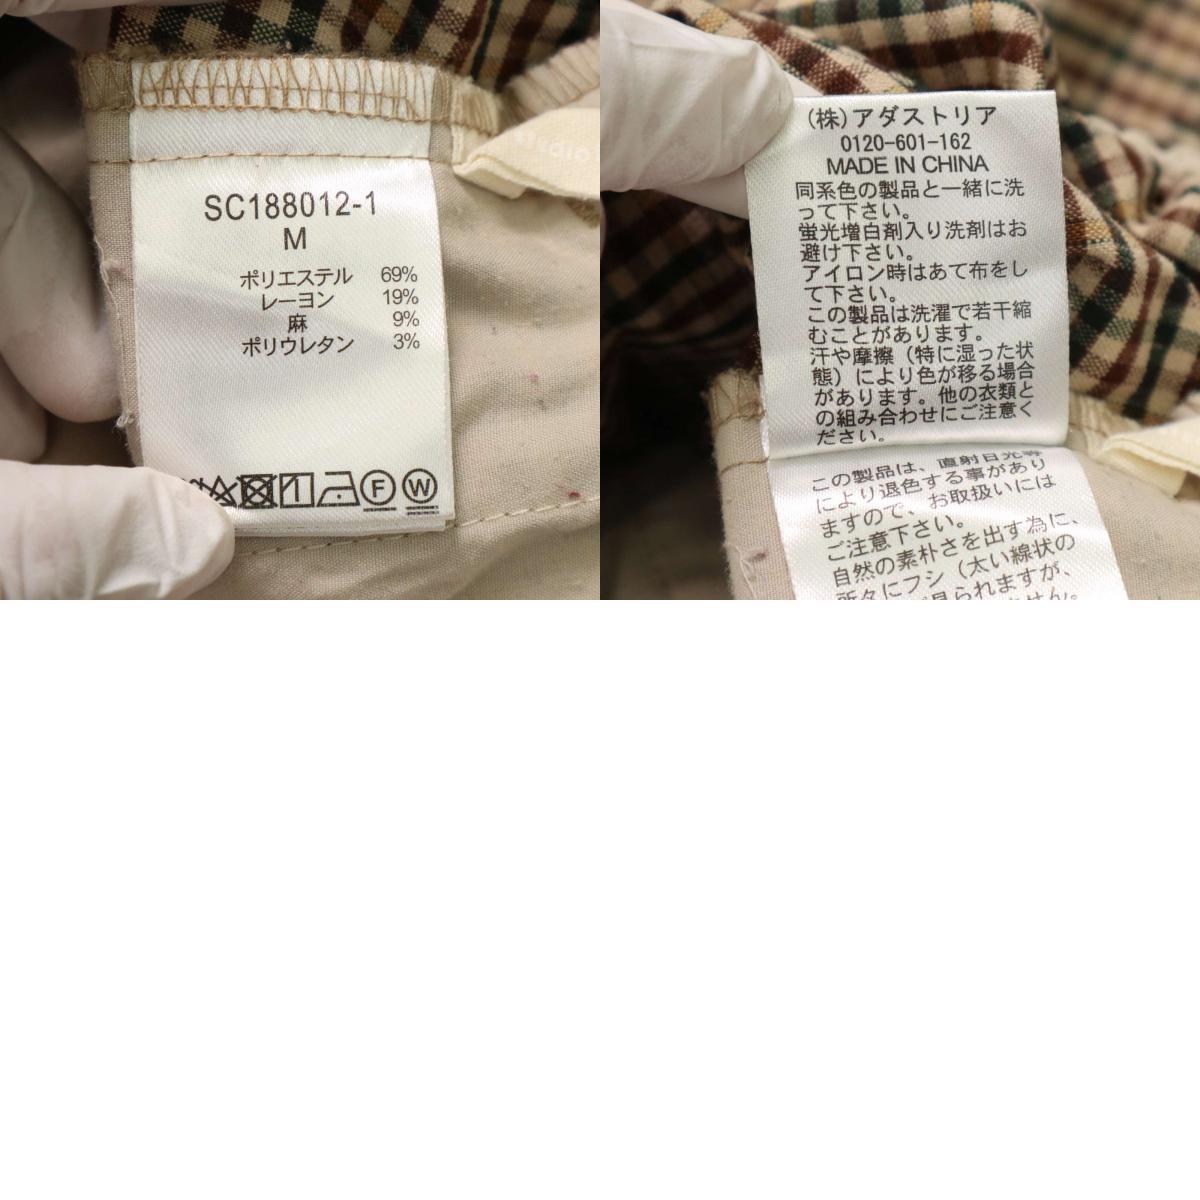 SC188012-1
M
ポリエステル 69%
レーヨン 19%
麻 9%
ポリウレタン 3%
F
W
studio
(株)アダストリア
0120-601-162
MADE IN CHINA
同系色の製品と一緒に洗
って下さい。
蛍光増白剤入り洗剤はお
避け下さい。
アイロン時はあて布をし
て下さい。
この製品は洗濯で若干縮
むことがあります。
汗や摩擦(特に湿った状
態)により色が移る場合
があります。他の衣類と
の組み合わせにご注意く
ださい。
この製品は、直射日光等
により退色する事があり
ますので、お取扱いには
ご注意下さい。
自然の素朴さを出す為に、
所々にフシ(太い線状の
見られますが、